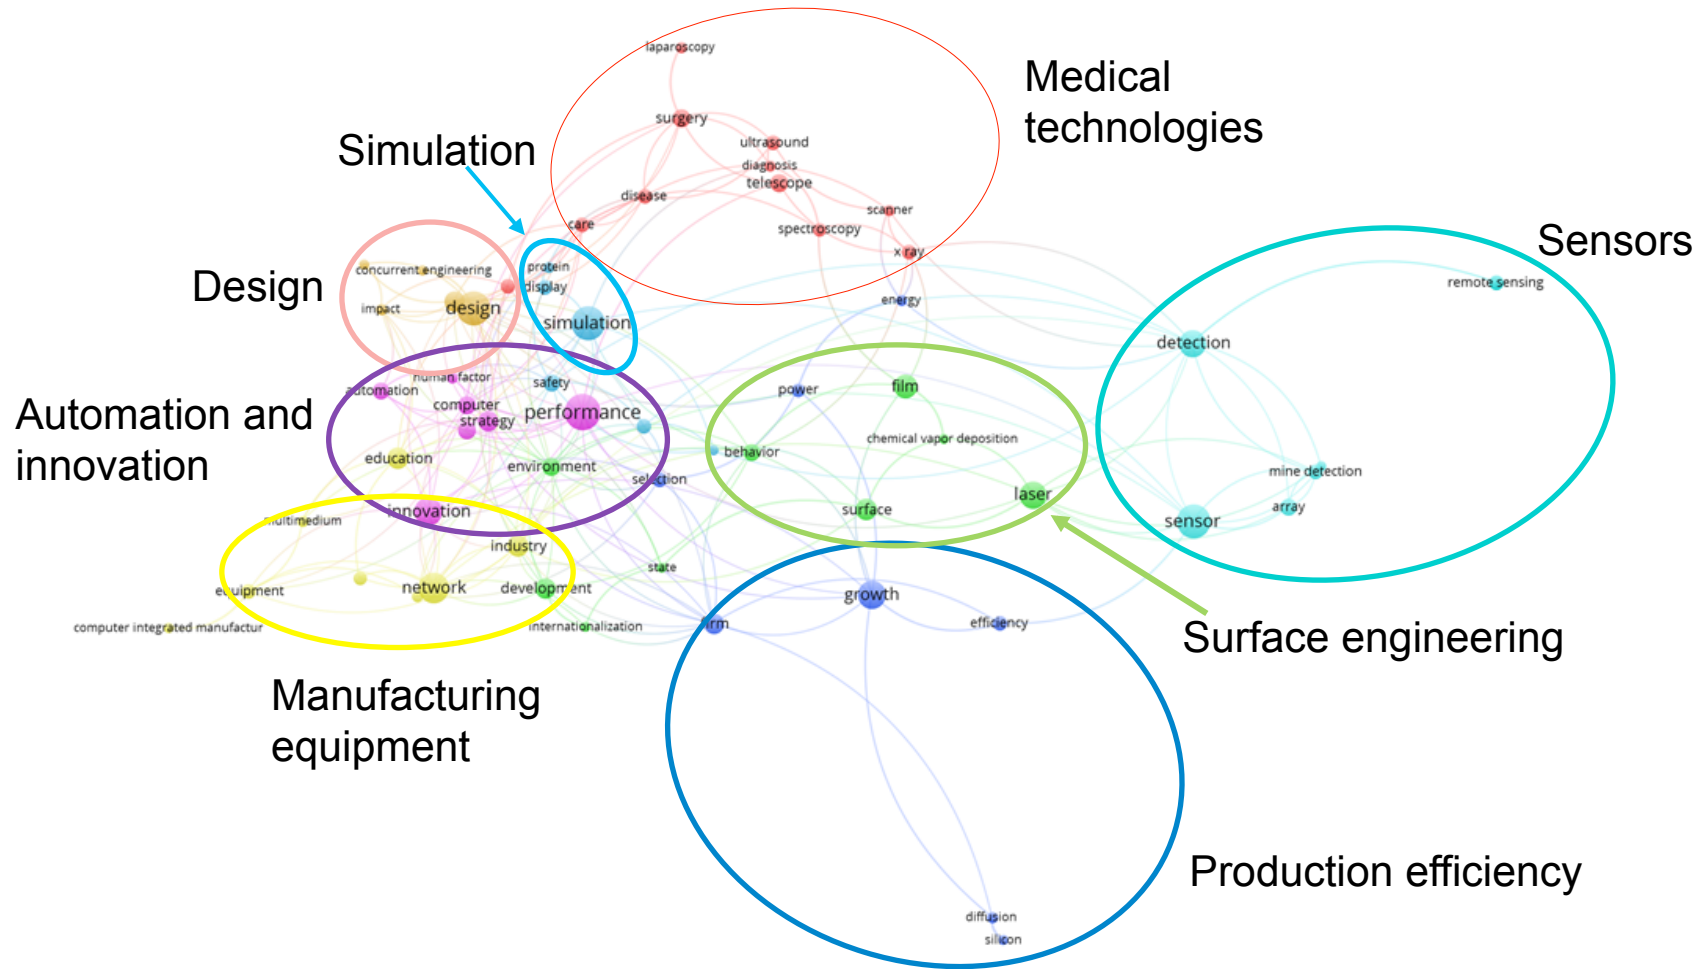 laparoscopy
Medical
technologies
surgery
ultrasound
Simulation
diagnosis
telescope
disease
scanner
care
spectroscopy
x ray
Sensors
concurrent engineering
protein
remote sensing
Design
display
energy
impact
design
simulation
detection
human factor
safety
automation
power
film
computer
performance
Automation and
innovation
strategy
chemical vapor deposition
education
environment
behavior
mine detection
selection
laser
innovation
surface
array
multimedium
sensor
industry
state
equipment
network
development
growth
computer integrated manufactur
internationalization
firm
efficiency
Surface engineering
Manufacturing
equipment
Production efficiency
diffusion
silicon